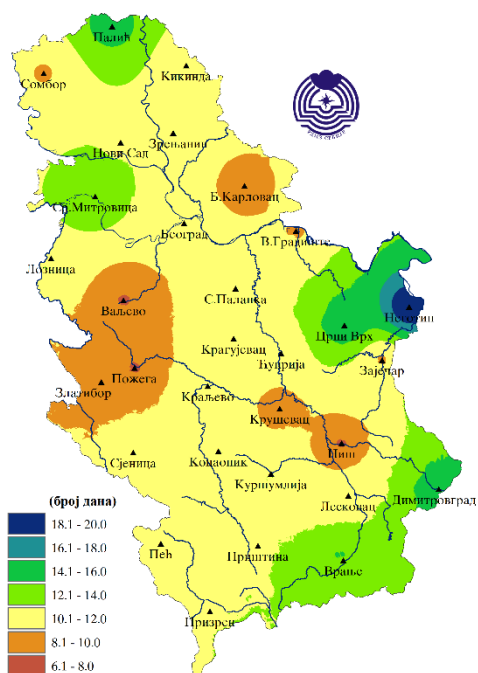 Палић
Сомбор
Кикинда
Зрењанин
Нови Сад
Б.Карловац
Ср.Митровица
Београд
В.Градиште
Лозница
С.Паланка
Ваљево
Неготин
Црни Врх
Крагујевац
Ћуприја
Зајечар
Пожега
Златибор
Краљево
Крушевац
Ниш
Сјеница
Копаоник
Куршумлија
Димитровград
Лесковац
(број дана)
18.1 - 20.0
16.1 - 18.0
14.1 - 16.0
12.1 - 14.0
10.1 - 12.0
8.1 - 10.0
6.1 - 8.0
Пећ
Приштина
Врање
Призрен